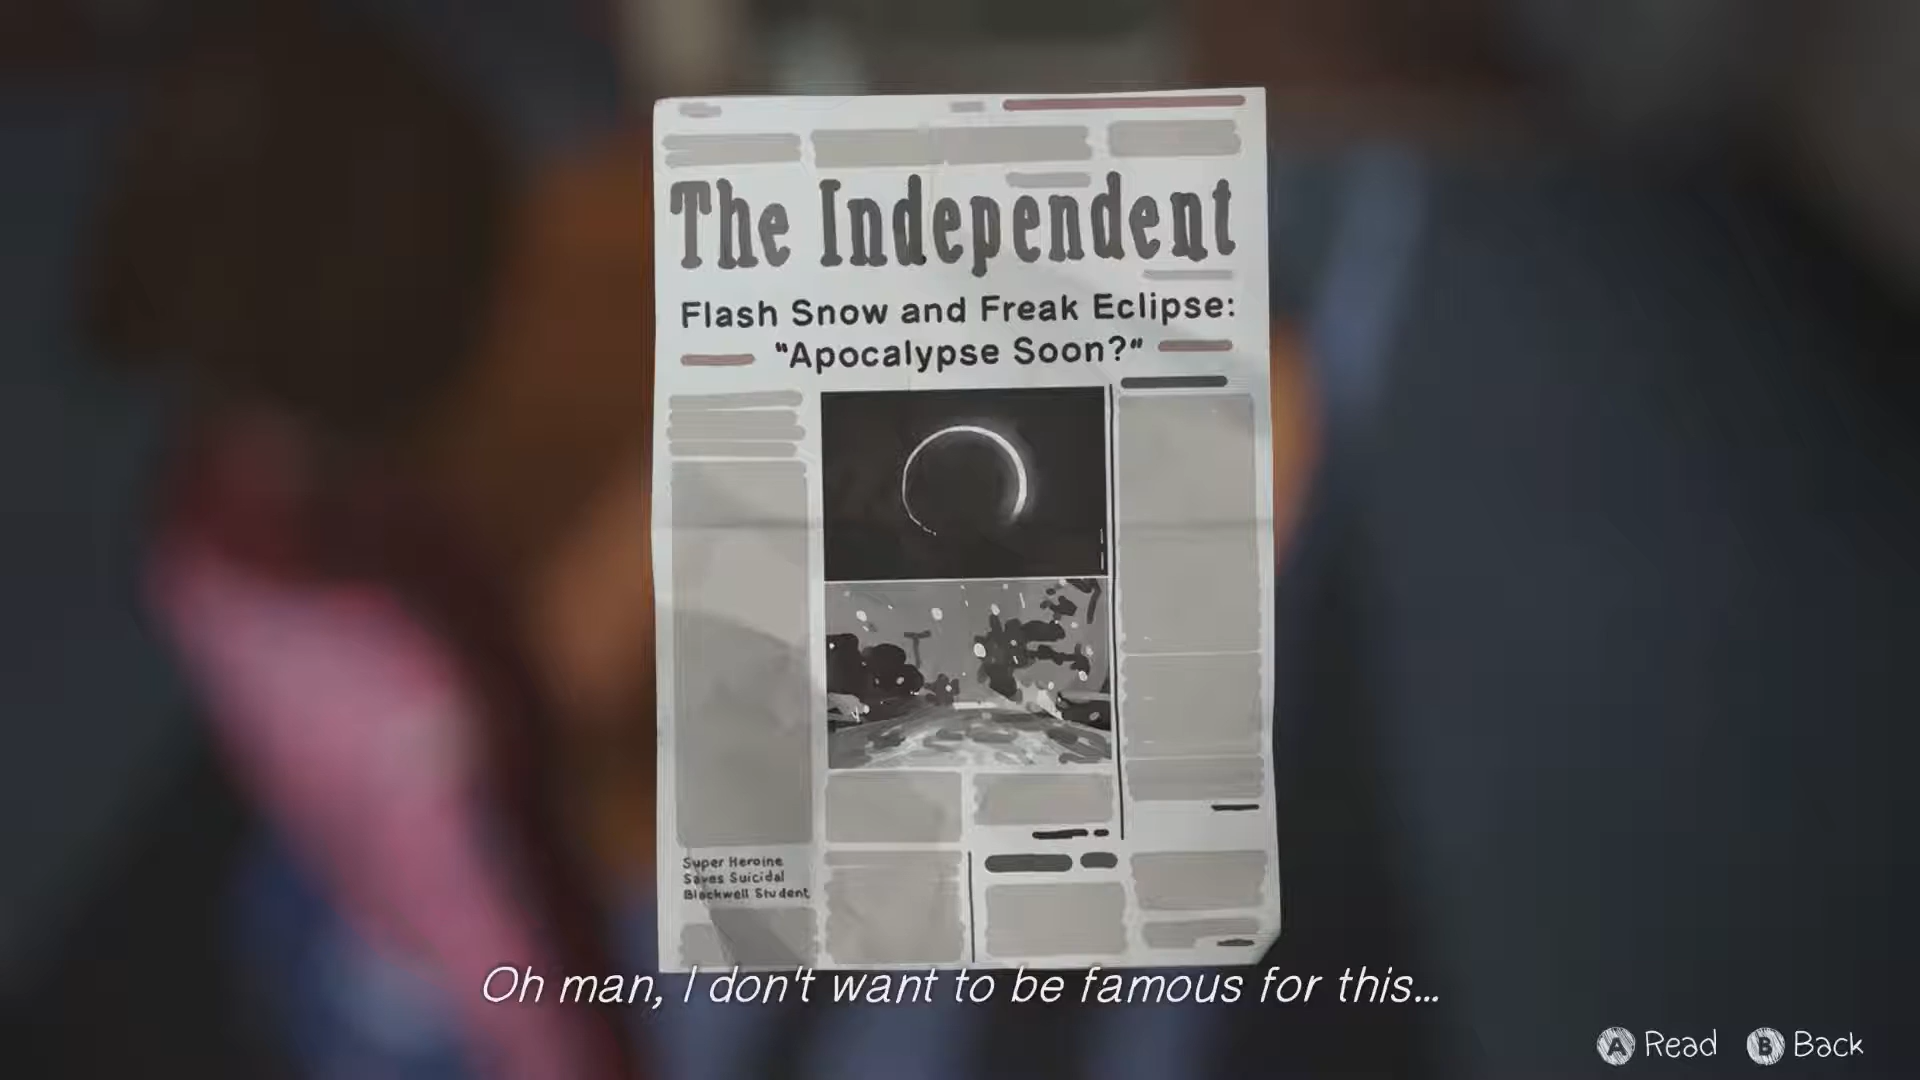 The Independent
Flash Snow and Freak Eclipse:
"Apocalypse Soon?"
Super Heroine
Saves Suicidal
Blackwell Student
Oh man, I don't want to be famous for this...
A Read B Back